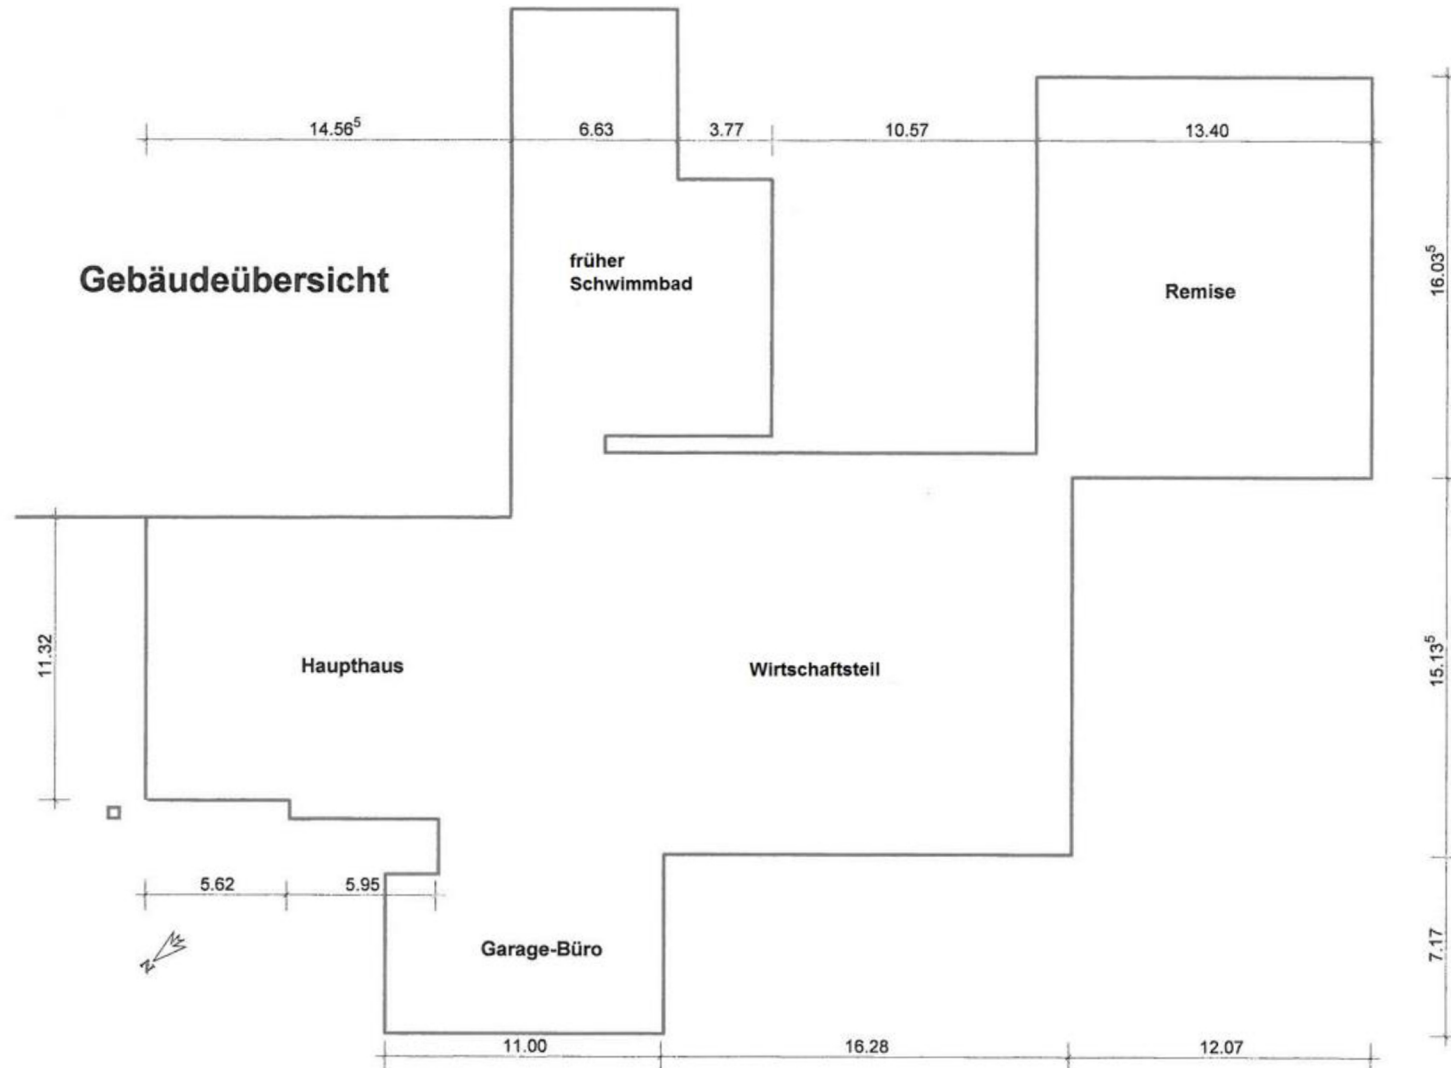 14.56⁵ 6.63 3.77 10.57 13.40
Gebäudeübersicht
früher
Schwimmbad
Remise
16.03⁵
11.32
Haupthaus
Wirtschaftsteil
15.13⁵
5.62 5.95
N
Garage-Büro
7.17
11.00 16.28 12.07